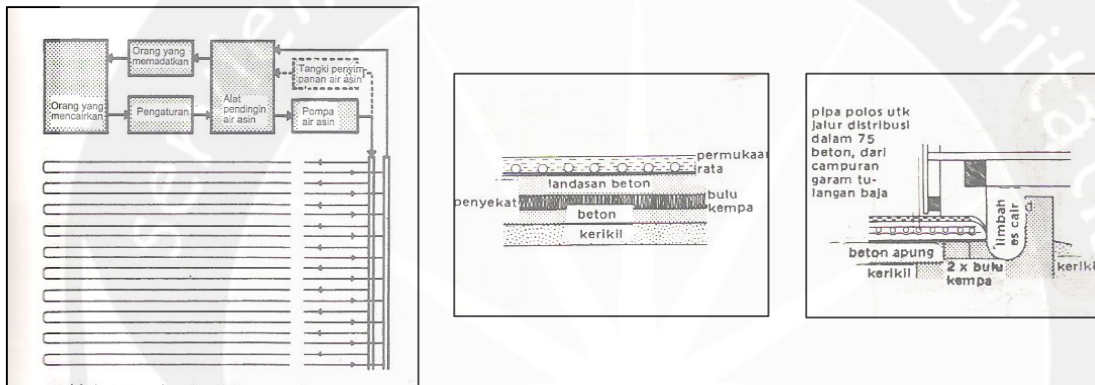 Orang yang
memadatkan
Tangki penyim
panan air asin
Orang yang
mencairkan
Pengaturan
Alat
pendingin
air asin
Pompa
air asin
permukaa
rata
landasan beton
penyekat
bulu
kempa
beton
kerikil
pipa polos utk
jalur distribusi
dalam 75
beton, dari
campuran
garam tu-
langan baja
limbah
es cair
beton apung
kerikil
2 x bulu
kempa
keriki